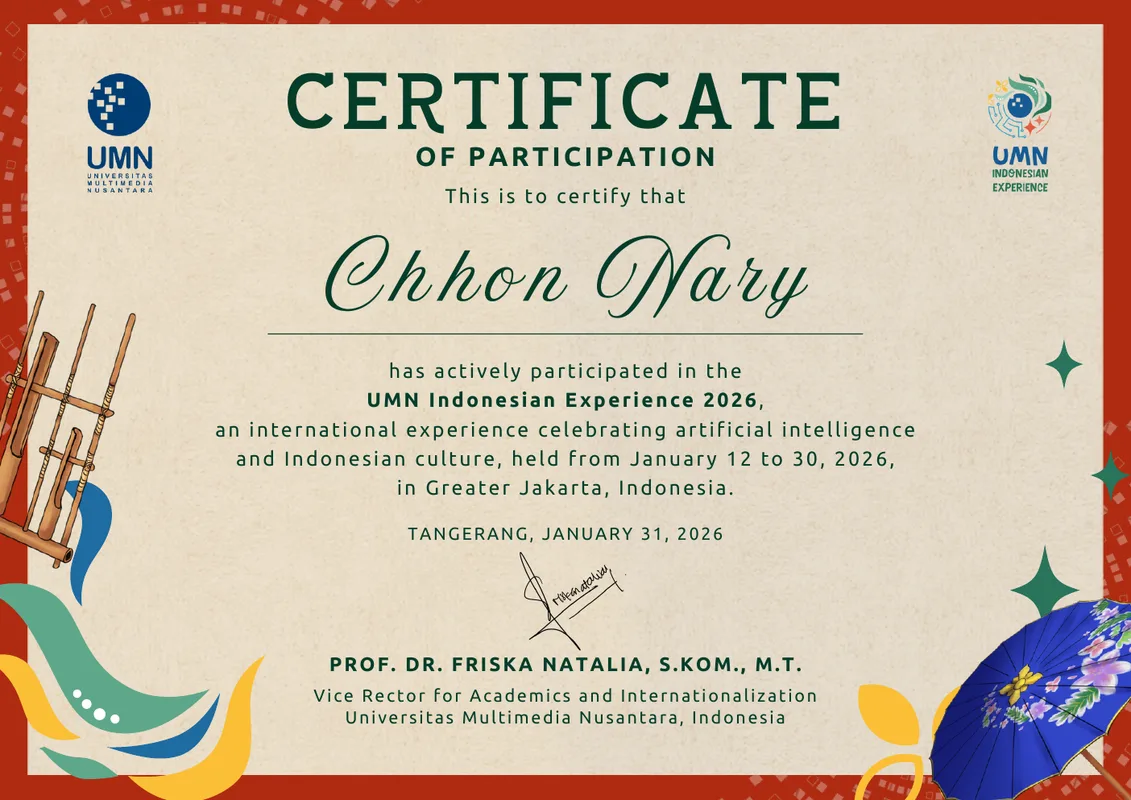 CERTIFICATE
OF PARTICIPATION
UMN
UNIVERSITAS
MULTIMEDIA
NUSANTARA
UMN
INDONESIAN
EXPERIENCE
This is to certify that
Chhon Nary
has actively participated in the
UMN Indonesian Experience 2026,
an international experience celebrating artificial intelligence
and Indonesian culture, held from January 12 to 30, 2026,
in Greater Jakarta, Indonesia.
TANGERANG, JANUARY 31, 2026
PROF. DR. FRISKA NATALIA, S.KOM., M.T.
Vice Rector for Academics and Internationalization
Universitas Multimedia Nusantara, Indonesia